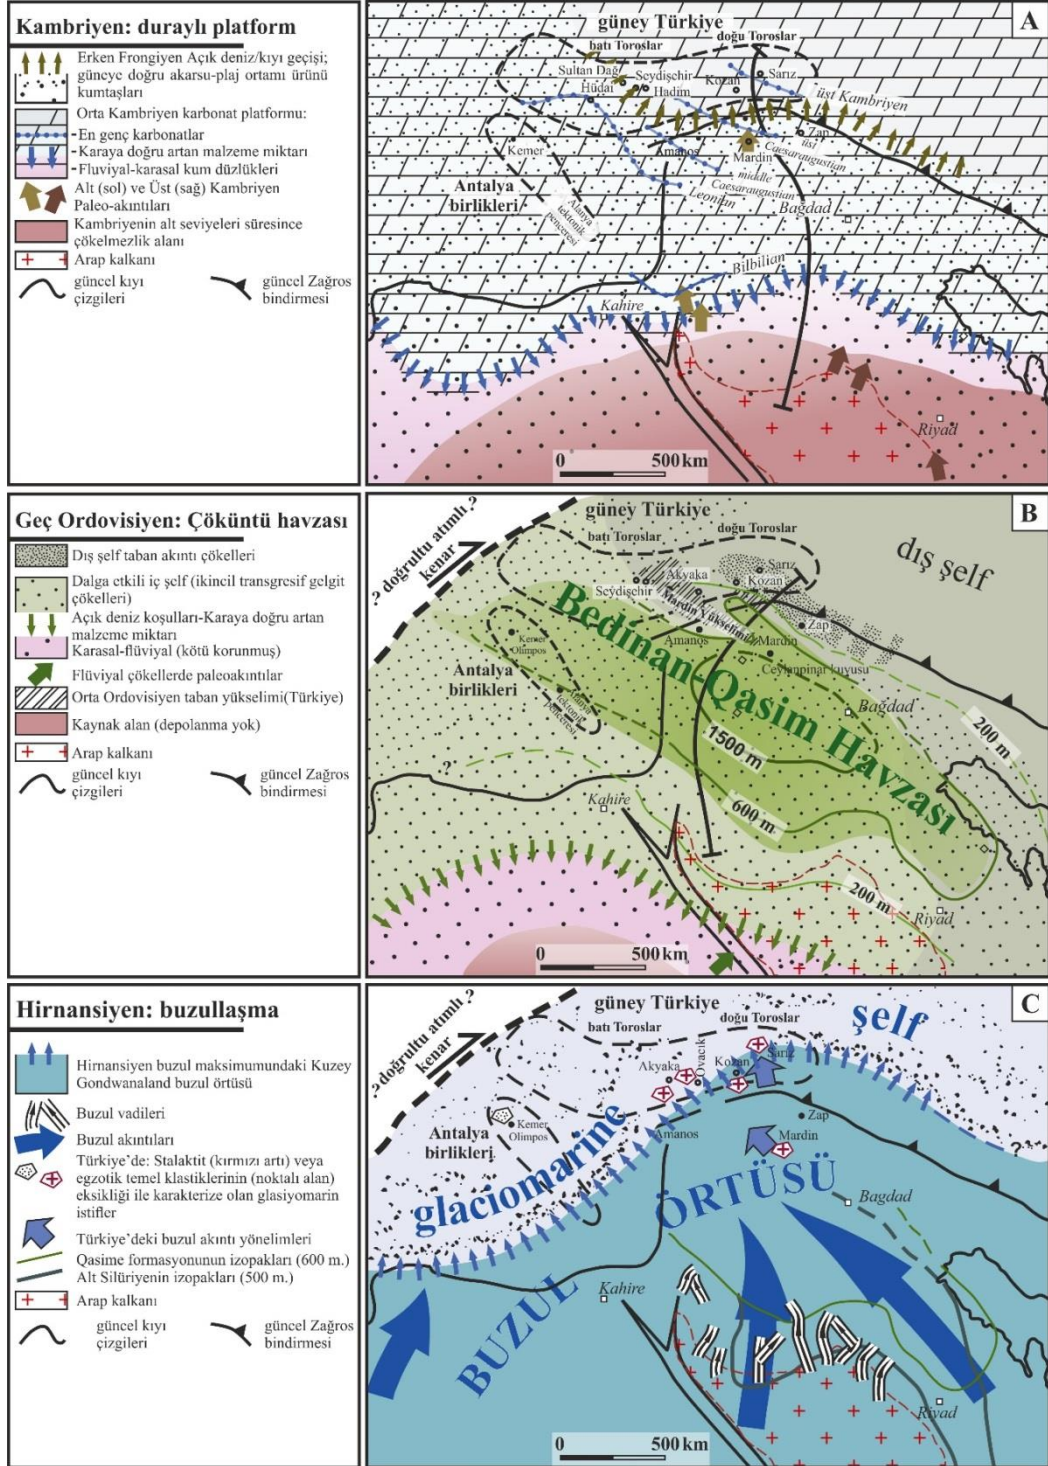 Kambriyen: duraylı platform
Erken Frongiyen Açık deniz/kıyı geçişi;
güneye doğru akarsu-plaj ortamı ürünü
kumtaşları
Orta Kambriyen karbonat platformu:
-En genç karbonatlar
-Karaya doğru artan malzeme miktarı
-Fluviyal-karasal kum düzlükleri
Alt (sol) ve Üst (sağ) Kambriyen
Paleo-akıntıları
Kambriyenin alt seviyeleri süresince
çökelmezlik alanı
Arap kalkanı
güncel kıyı
çizgileri
güncel Zağros
bindirmesi
A
güney Türkiye
batı Toroslar
doğu Toroslar
Sultan Dağ
Seydişehir
Hüdai
Hadim
Kozan
Sarız
üst Kambriyen
Kemer
Amanos
Zap
üst
Caesaraugustian
Mardin
middle
Caesaraugustian
Leonian
Bağdad
Antalya
birlikleri
Alanya
tektonik
penceresi
Bilbilian
Kahire
Riyad
0 500 km
Geç Ordovisiyen: Çöküntü havzası
Dış şelf taban akıntı çökelleri
Dalga etkili iç şelf (ikincil transgresif gelgit
çökelleri)
Açık deniz koşulları-Karaya doğru artan
malzeme miktarı
Karasal-flüviyal (kötü korunmuş)
Flüviyal çökellerde paleoakıntılar
Orta Ordovisiyen taban yükselimi(Türkiye)
Kaynak alan (depolanma yok)
Arap kalkanı
güncel kıyı
çizgileri
güncel Zağros
bindirmesi
B
? doğrultu atımlı ?
kenar
güney Türkiye
batı Toroslar
doğu Toroslar
dış şelf
Seydişehir
Akyaka
Sarız
Kozan
Mardin Yükselimi
Zap
Amanos
Mardin
Ceylanpınar kuyusu
Kemer
Olimpos
Antalya
birlikleri
Alanya
tektonik
penceresi
Bedinan-Qasim Havzası
Bağdad
200 m
1500 m
600 m
?
Kahire
200 m
Riyad
0 500 km
Hirnansiyen: buzullaşma
Hirnansiyen buzul maksimumundaki Kuzey
Gondwanaland buzul örtüsü
Buzul vadileri
Buzul akıntıları
Türkiye’de: Stalaktit (kırmızı artı) veya
egzotik temel klastiklerinin (noktalı alan)
eksikliği ile karakterize olan glasiyomarin
istifler
Türkiye’deki buzul akıntı yönelimleri
Qasime formasyonunun izopakları (600 m.)
Alt Silüriyenin izopakları (500 m.)
Arap kalkanı
güncel kıyı
çizgileri
güncel Zağros
bindirmesi
C
? doğrultu atımlı ?
kenar
güney Türkiye
batı Toroslar
doğu Toroslar
şelf
Akyaka
Ovacık
Kozan
Sarız
Kemer
Olimpos
Zap
Antalya
birlikleri
Amanos
Mardin
?
glaciomarine
BUZUL ÖRTÜSÜ
Bagdad
Kahire
Riyad
0 500 km